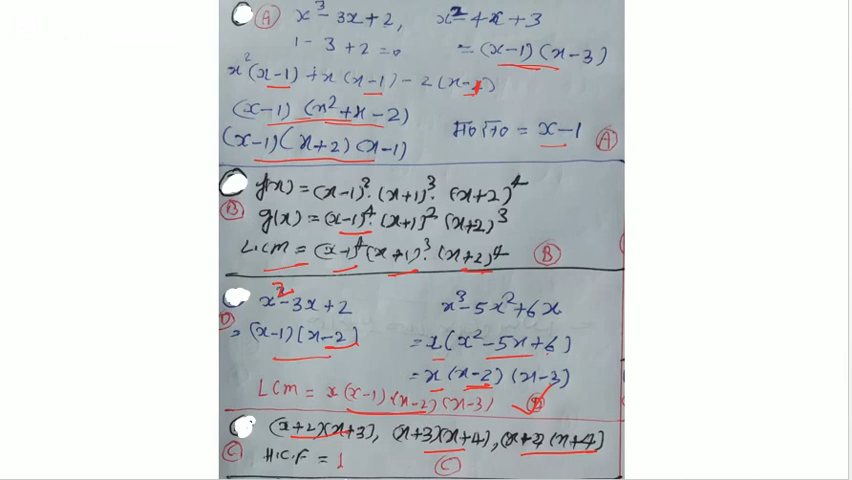 (A) x³ - 3x + 2, x² - 4x + 3
1 - 3 + 2 = 0 = (x-1) (x-3)
x²(x-1) + x(x-1) - 2(x-1)
(x-1) (x²+x-2)
(x-1) (x+2) (x-1) म०स० = x-1 (A)
f(x) = (x-1)². (x+1)³. (x+2)⁴
(B) g(x) = (x-1)⁴. (x+1)² (x+2)³
L.C.M = (x-1)⁴ (x+1)³. (x+2)⁴ (B)
x² - 3x + 2 x³ - 5x² + 6x
(D) = (x-1) (x-2) = x(x² - 5x + 6)
= x (x-2) (x-3)
LCM = x(x-1)(x-2)(x-3)
(x+2)(x+3), (x+3)(x+4), (x+4)
(C) H.C.F = 1 (C)